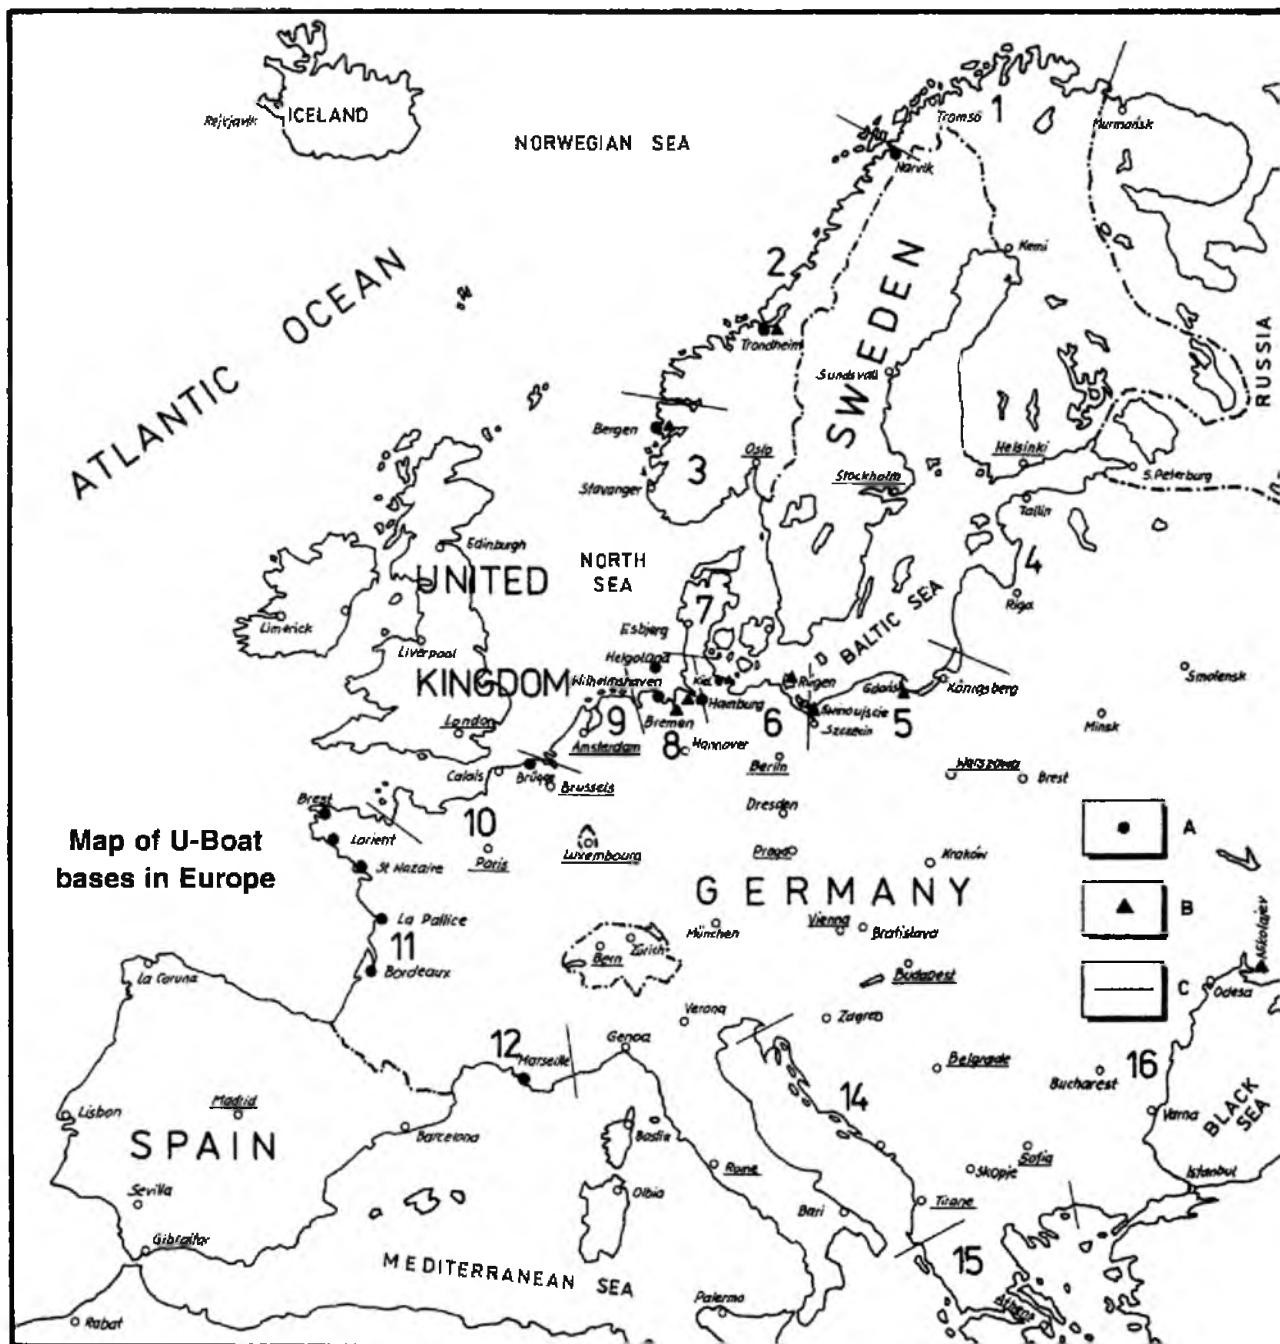 ICELAND
Rejkjavik
NORWEGIAN SEA
Tromsö
1
Murmańsk
Narvik
ATLANTIC OCEAN
2
Kemi
SWEDEN
RUSSIA
Trondheim
Sundsvall
Bergen
3
Oslo
Helsinki
Stavanger
Stockholm
S. Peterburg
Tallin
Edinburgh
NORTH
SEA
4
UNITED
KINGDOM
Riga
7
BALTIC SEA
Limerick
Esbjerg
Liverpool
Helgoland
Wilhelmshaven
Kiel
Rügen
Gdańsk
Königsberg
Smolensk
Hamburg
Swinoujscie
Szczecin
London
9
Bremen
6
5
Minsk
Amsterdam
8
Hannover
Berlin
Warszawa
Brest
Calais
Brügge
Brussels
Dresden
Brest
10
Lorient
Paris
Luxembourg
Praga
Kraków
Map of U-Boat
bases in Europe
St Nazaire
GERMANY
A
B
C
La Pallice
München
Vienna
Bratislava
Nikolajev
11
Bern
Zürich
Budapest
Bordeaux
La Coruna
Odesa
Verona
Zagreb
Genoa
12
Marseille
Belgrade
Bucharest
16
Lisbon
Madrid
14
Varna
BLACK
SEA
SPAIN
Barcelona
Bastia
Rome
Skopje
Sofia
Istanbul
Sevilla
Olbia
Bari
Tirane
Gibraltar
MEDITERRANEAN SEA
15
Athens
Palermo
Rabat